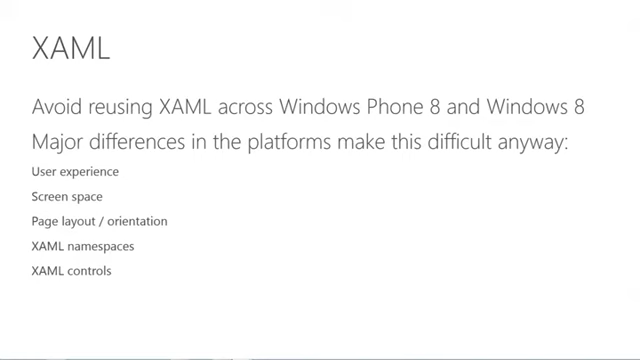 XAML
Avoid reusing XAML across Windows Phone 8 and Windows 8
Major differences in the platforms make this difficult anyway:
User experience
Screen space
Page layout / orientation
XAML namespaces
XAML controls